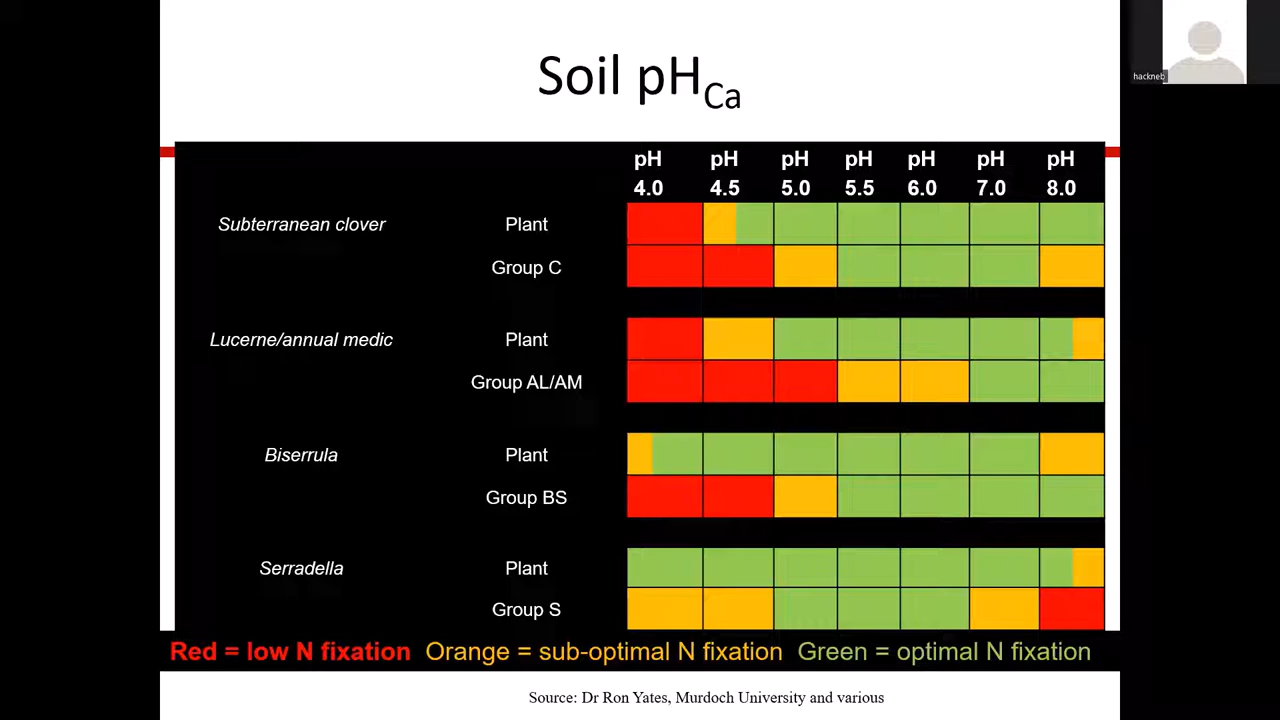 Soil pHCa
hackneb
pH pH pH pH pH pH pH
4.0 4.5 5.0 5.5 6.0 7.0 8.0
Subterranean clover Plant
Group C
Lucerne/annual medic Plant
Group AL/AM
Biserrula Plant
Group BS
Serradella Plant
Group S
Red = low N fixation Orange = sub-optimal N fixation Green = optimal N fixation
Source: Dr Ron Yates, Murdoch University and various